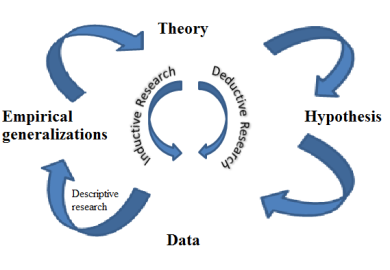 Theory
Inductive Research
Deductive Research
Empirical
generalizations
Hypothesis
Descriptive
research
Data